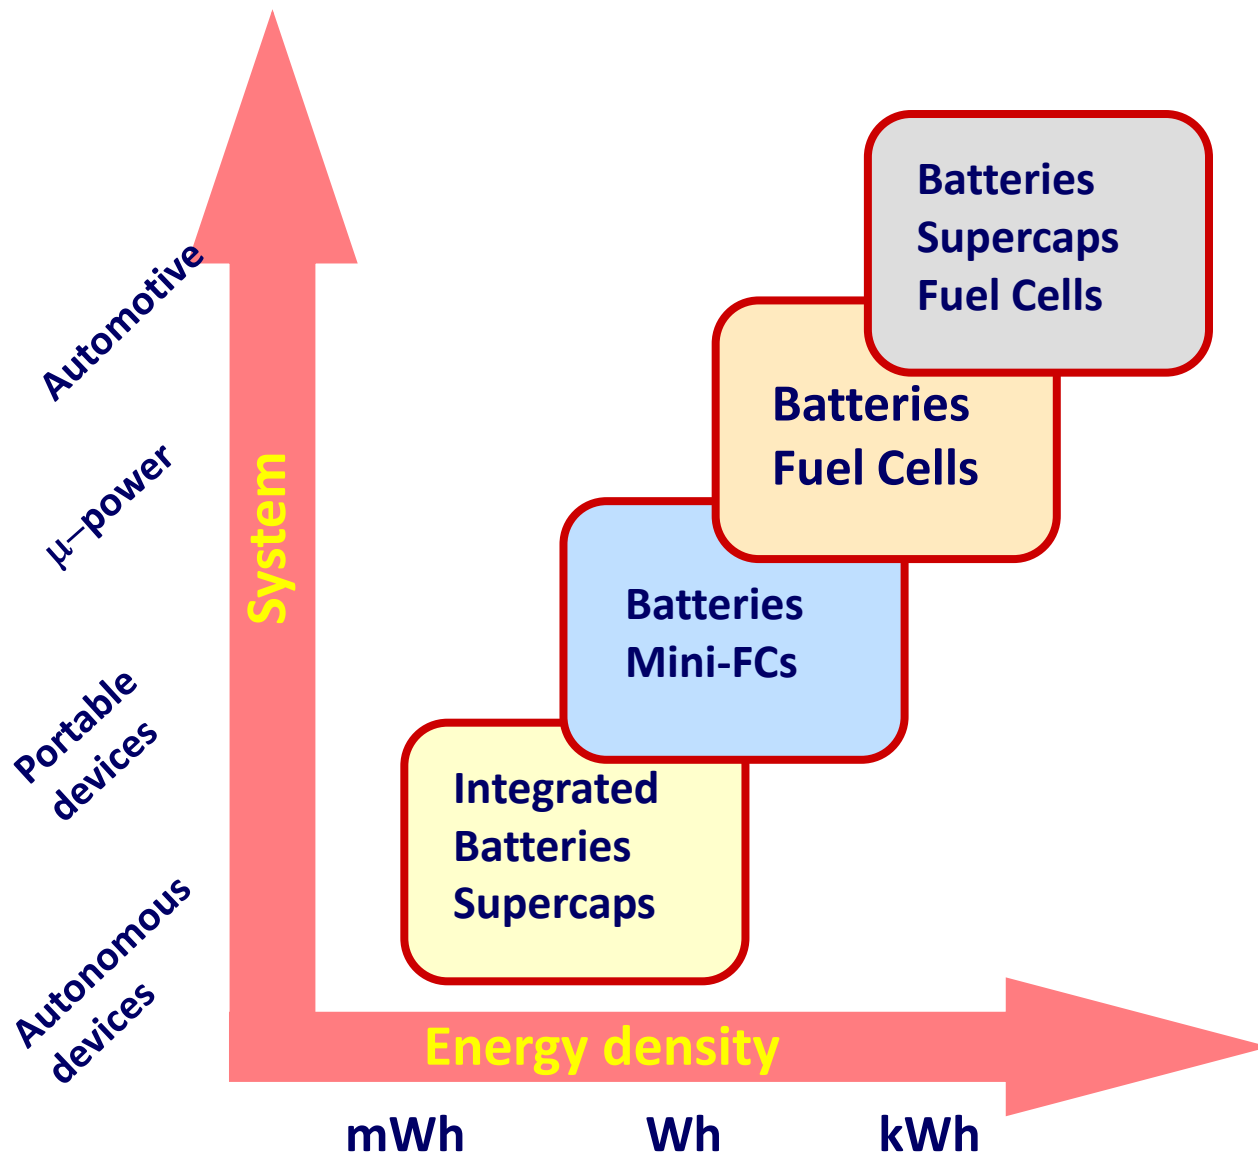 Automotive
μ–power
Portable
devices
Autonomous
devices
System
Batteries
Supercaps
Fuel Cells
Batteries
Fuel Cells
Batteries
Mini-FCs
Integrated
Batteries
Supercaps
Energy density
mWh
Wh
kWh